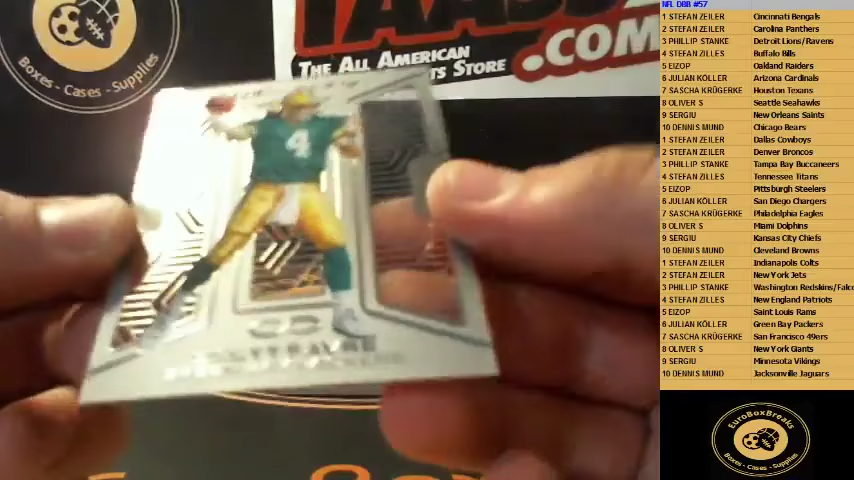 Boxes - Cases - Supplies
THE All AMERICAN
.COM
4
NFL DBB #57
1 STEFAN ZEILER Cincinnati Bengals
2 STEFAN ZEILER Carolina Panthers
3 PHILLIP STANKE Detroit Lions/Ravens
4 STEFAN ZILLES Buffalo Bills
5 EIZOP Oakland Raiders
6 JULIAN KÖLLER Arizona Cardinals
7 SASCHA KRÜGERKE Houston Texans
8 OLIVER S Seattle Seahawks
9 SERGIU New Orleans Saints
10 DENNIS MUND Chicago Bears
1 STEFAN ZEILER Dallas Cowboys
2 STEFAN ZEILER Denver Broncos
3 PHILLIP STANKE Tampa Bay Buccaneers
4 STEFAN ZILLES Tennessee Titans
5 EIZOP Pittsburgh Steelers
6 JULIAN KÖLLER San Diego Chargers
7 SASCHA KRÜGERKE Philadelphia Eagles
8 OLIVER S Miami Dolphins
9 SERGIU Kansas City Chiefs
10 DENNIS MUND Cleveland Browns
1 STEFAN ZEILER Indianapolis Colts
2 STEFAN ZEILER New York Jets
3 PHILLIP STANKE Washington Redskins/Falco
4 STEFAN ZILLES New England Patriots
5 EIZOP Saint Louis Rams
6 JULIAN KÖLLER Green Bay Packers
7 SASCHA KRÜGERKE San Francisco 49ers
8 OLIVER S New York Giants
9 SERGIU Minnesota Vikings
10 DENNIS MUND Jacksonville Jaguars
EuroBoxBreaks
Boxes - Cases - Supplies